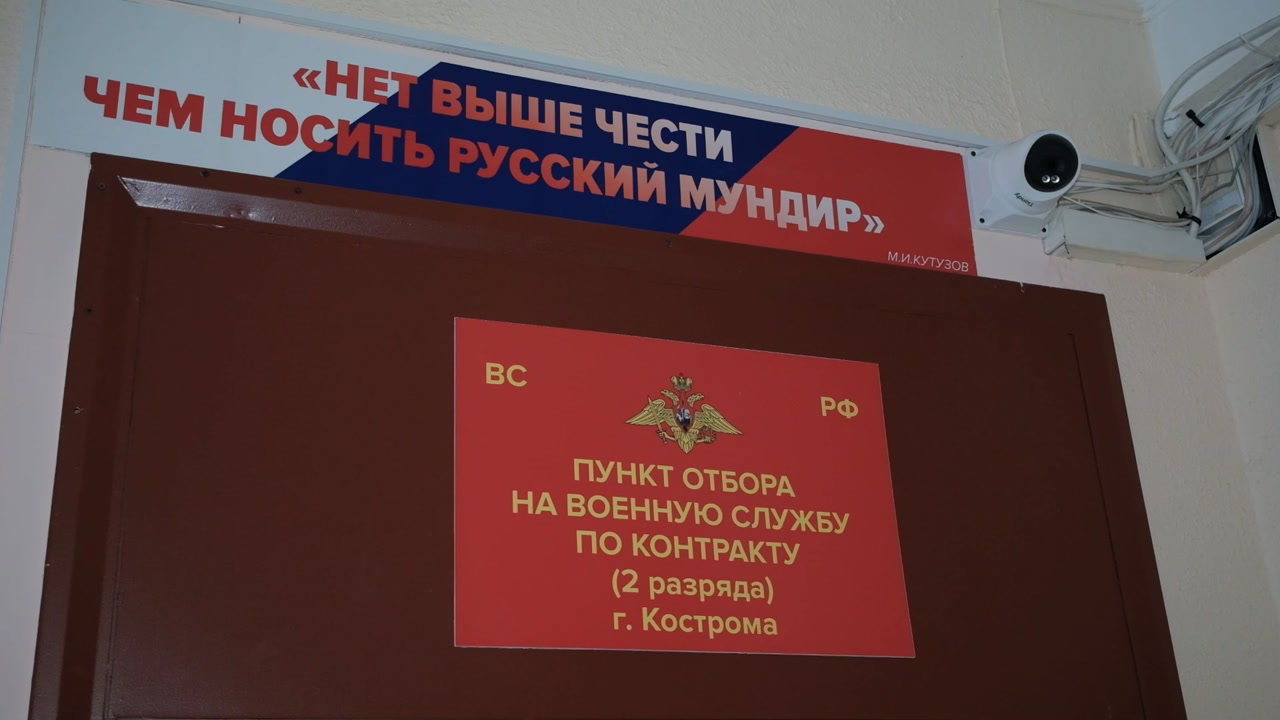 «НЕТ ВЫШЕ ЧЕСТИ
ЧЕМ НОСИТЬ РУССКИЙ МУНДИР»
М.И.КУТУЗОВ
ВС
РФ
ПУНКТ ОТБОРА
НА ВОЕННУЮ СЛУЖБУ
ПО КОНТРАКТУ
(2 разряда)
г. Кострома